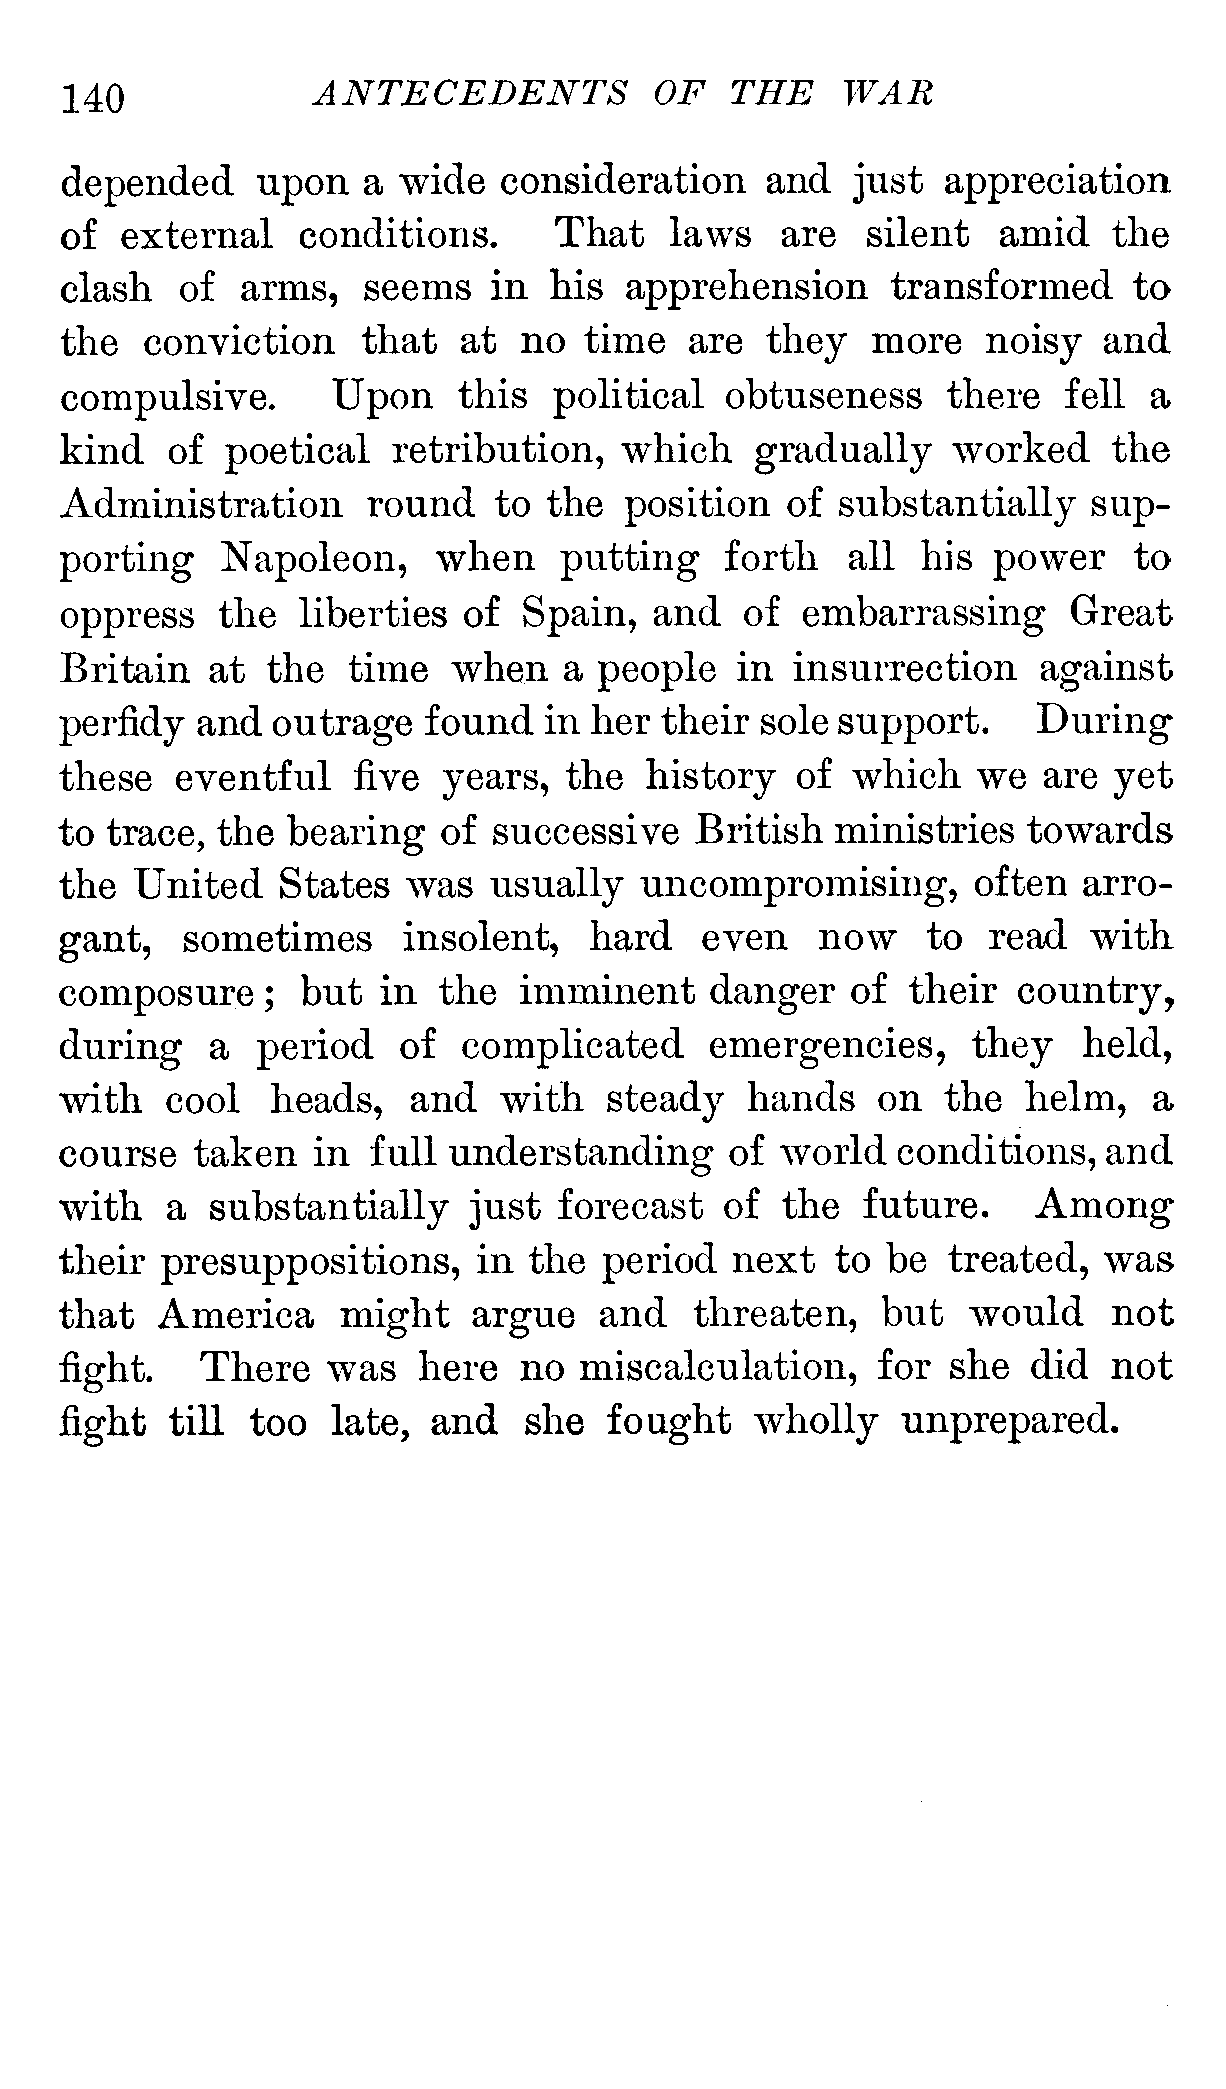 140 ANTECEDENTS OF THE WAR
depended upon a wide consideration and just appreciation
of external conditions. That laws are silent amid the
clash of arms, seems in his apprehension transformed to
the conviction that at no time are they more noisy and
compulsive. Upon this political obtuseness there fell a
kind of poetical retribution, which gradually worked the
Administration round to the position of substantially sup-
porting Napoleon, when putting forth all his power to
oppress the liberties of Spain, and of embarrassing Great
Britain at the time when a people in insurrection against
perfidy and outrage found in her their sole support. During
these eventful five years, the history of which we are yet
to trace, the bearing of successive British ministries towards
the United States was usually uncompromising, often arro-
gant, sometimes insolent, hard even now to read with
composure; but in the imminent danger of their country,
during a period of complicated emergencies, they held,
with cool heads, and with steady hands on the helm, a
course taken in full understanding of world conditions, and
with a substantially just forecast of the future. Among
their presuppositions, in the period next to be treated, was
that America might argue and threaten, but would not
fight. There was here no miscalculation, for she did not
fight till too late, and she fought wholly unprepared.